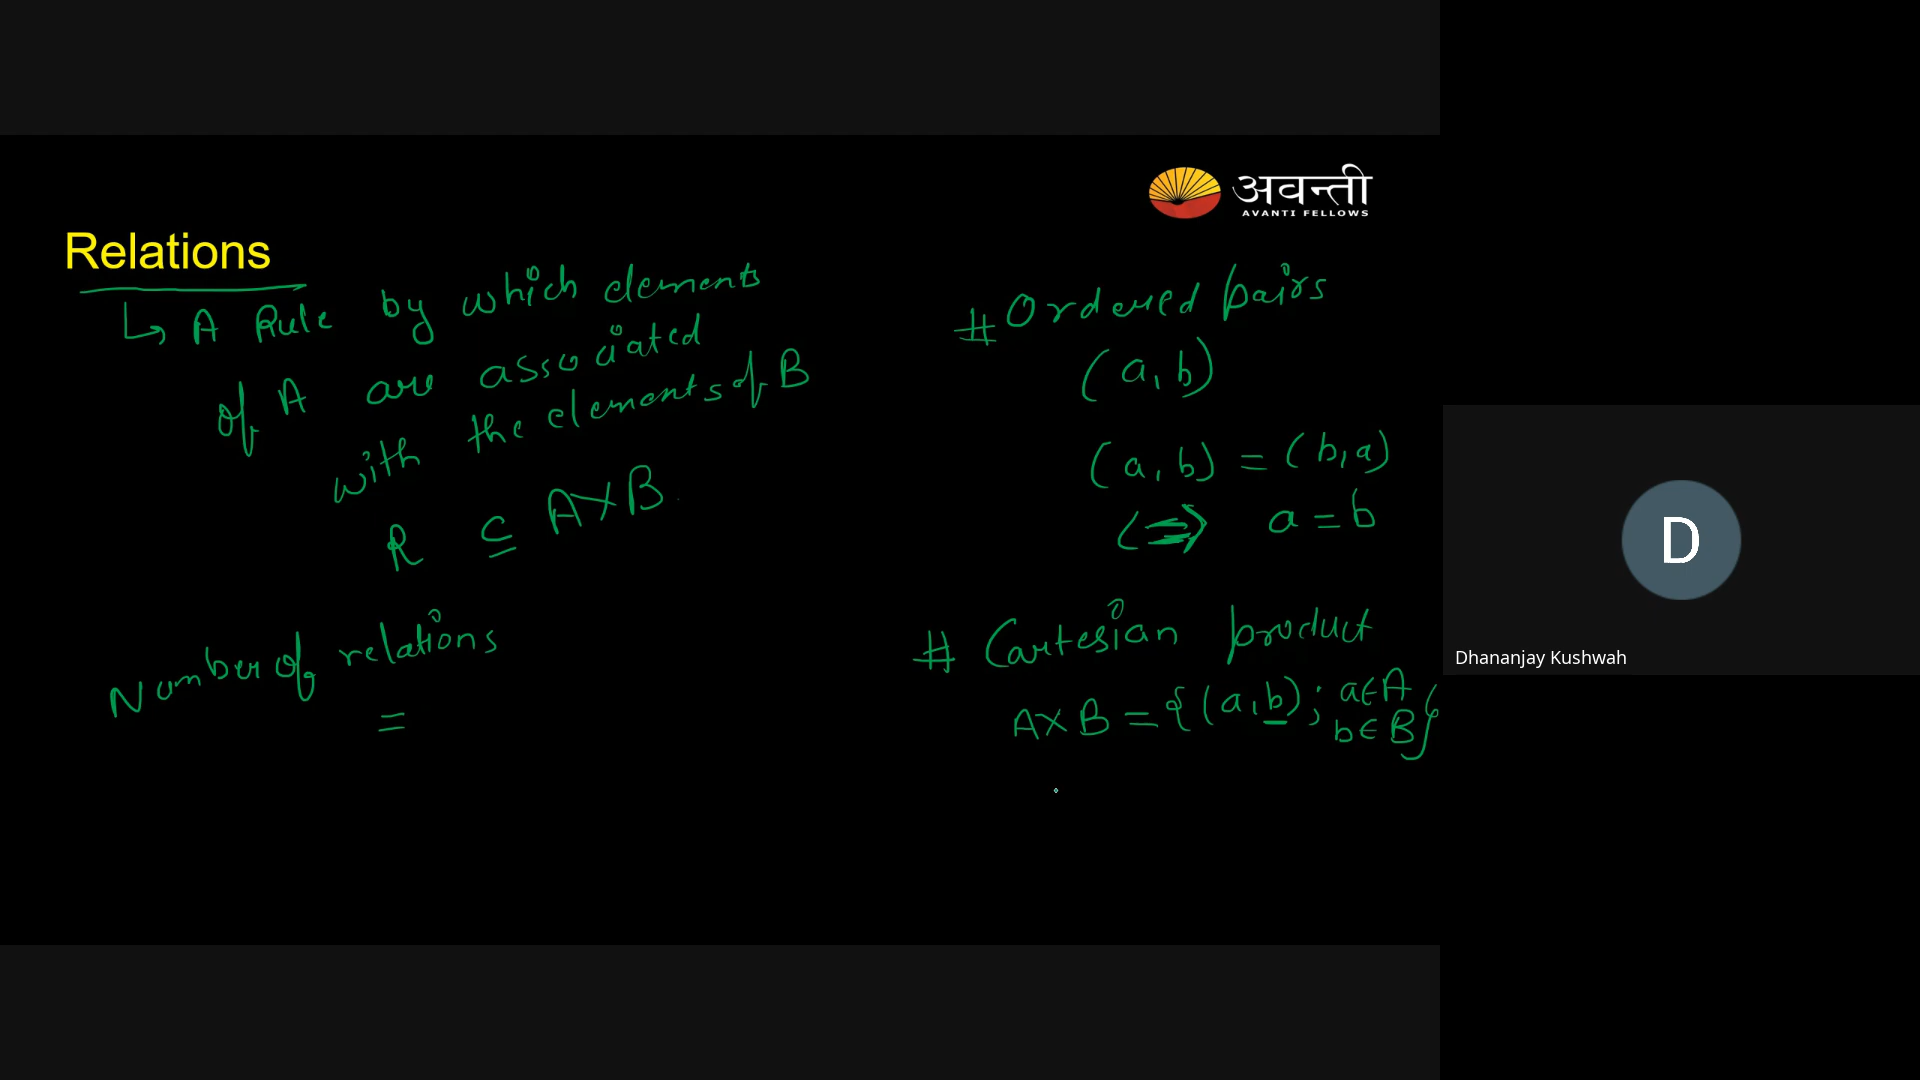 अवन्ती
AVANTI FELLOWS
Relations
↳ A Rule by which elements
of A are associated
with the elements of B
R ⊆ A×B.
Number of relations
=
# Ordered pairs
(a, b)
(a, b) = (b, a)
⇔ a = b
# Cartesian product
A×B = {(a, b); a∈A
b∈B}
D
Dhananjay Kushwah